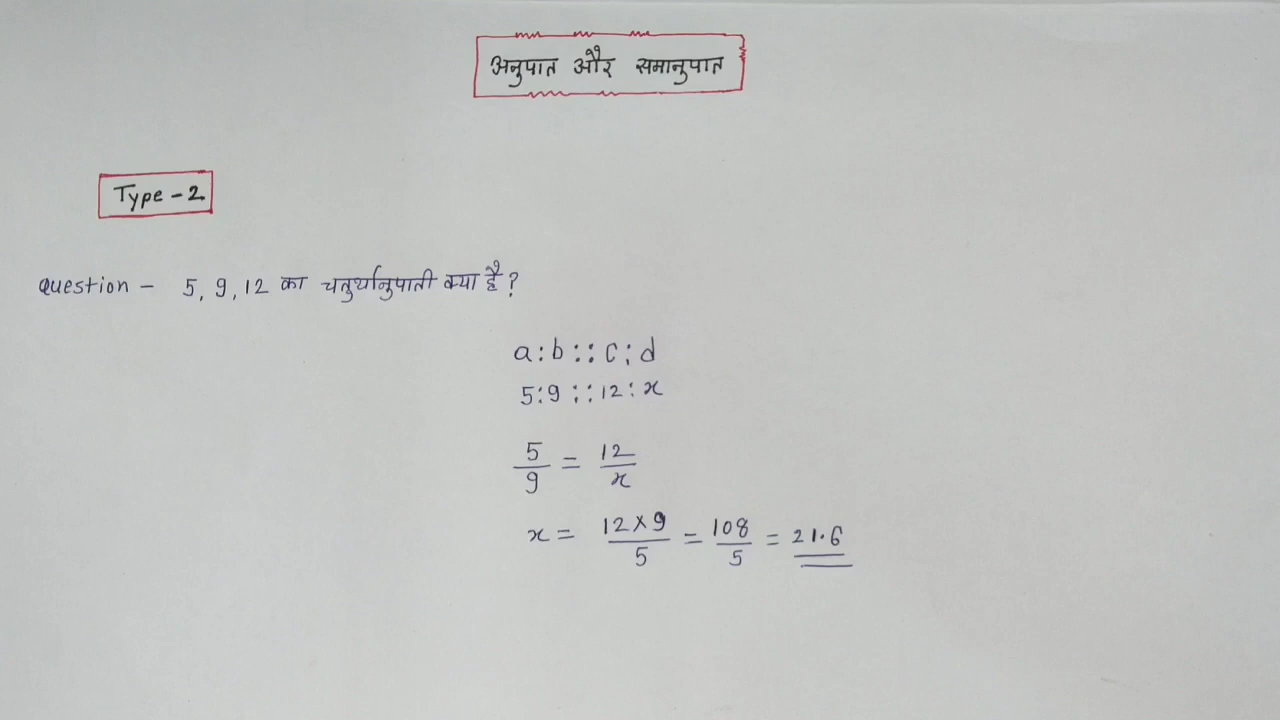 अनुपात और समानुपात
Type - 2
Question - 5, 9, 12 का चतुर्थानुपाती क्या है?
a : b :: c : d
5 : 9 :: 12 : x
5/9 = 12/x
x = 12×9/5 = 108/5 = 21.6